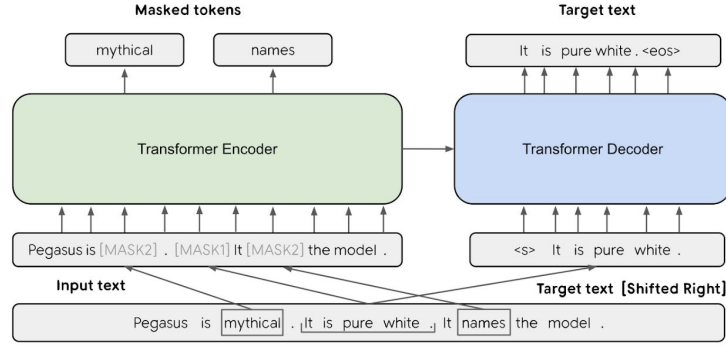 Masked tokens
Target text
mythical
names
It is pure white . <eos>
Transformer Encoder
Transformer Decoder
Pegasus is [MASK2] . [MASK1] It [MASK2] the model .
<s> It is pure white .
Input text
Target text [Shifted Right]
Pegasus is mythical . It is pure white . It names the model .